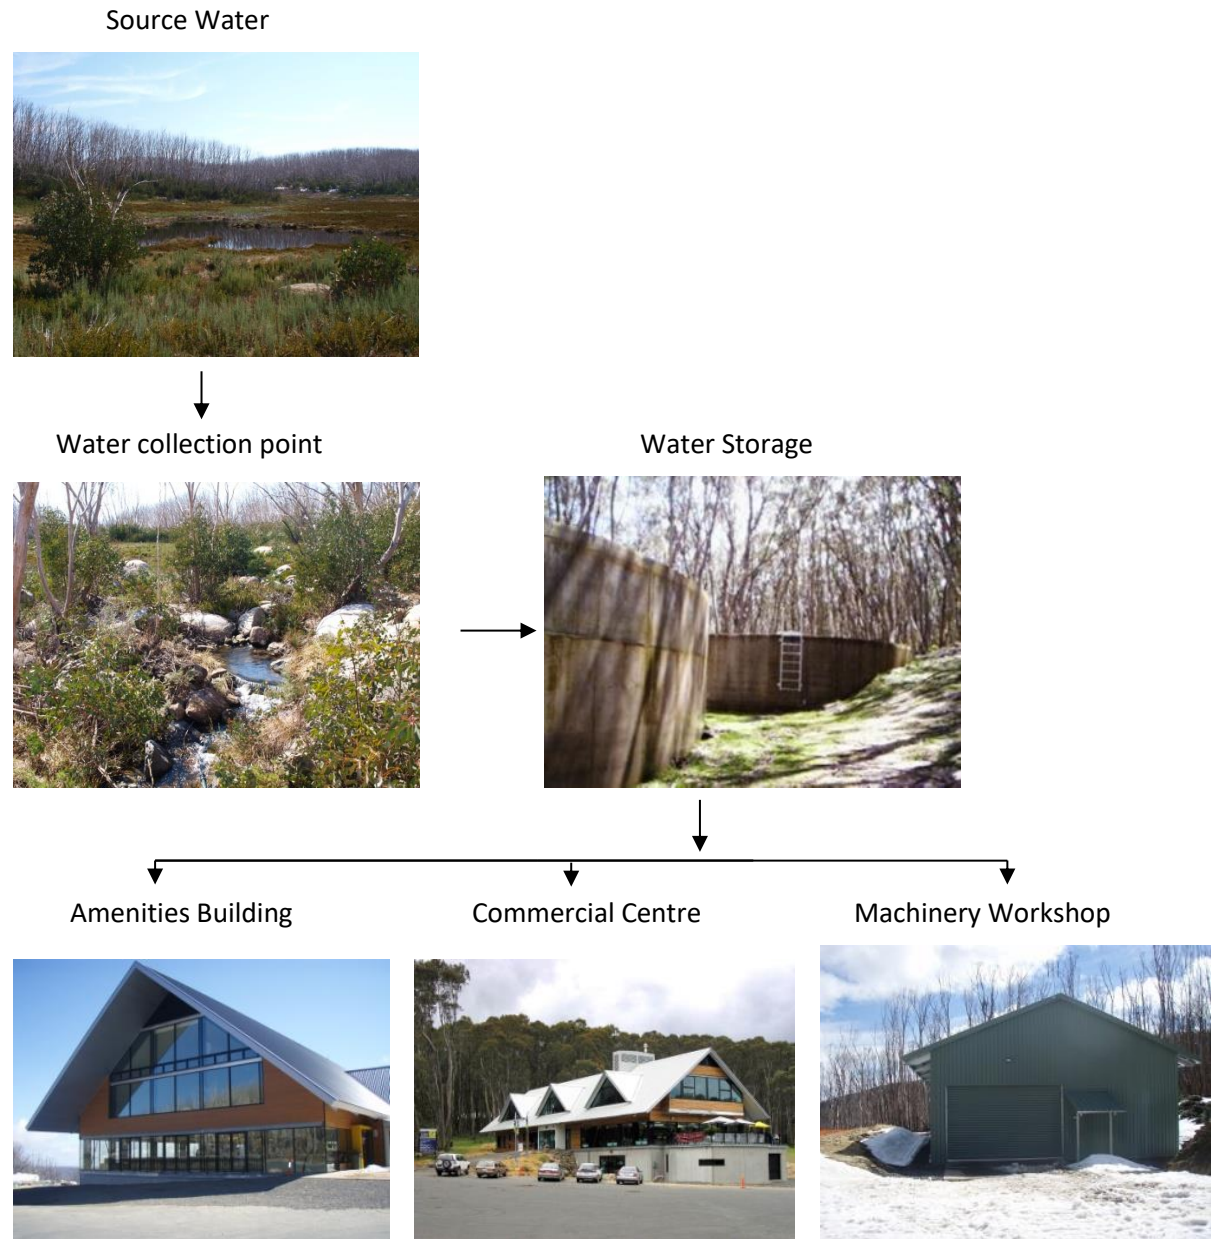 Source Water
Water collection point
Water Storage
Amenities Building
Commercial Centre
Machinery Workshop